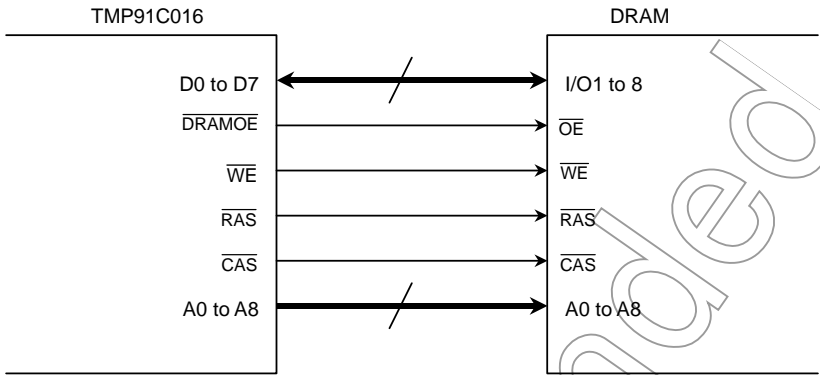 TMP91C016 DRAM
D0 to D7 I/O1 to 8
DRAMOE OE
WE WE
RAS RAS
CAS CAS
A0 to A8 A0 to A8
nded